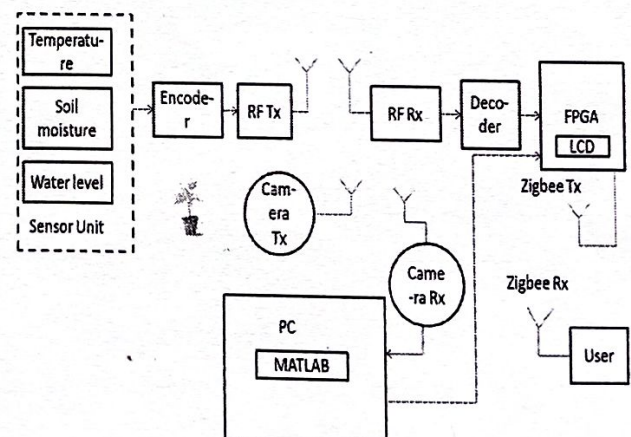 Temperatu-
re
Soil
moisture
Water level
Sensor Unit
Encode-
r
RF Tx
RF Rx
Deco-
der
FPGA
LCD
Zigbee Tx
Cam-
era
Tx
Came
-ra Rx
Zigbee Rx
User
PC
MATLAB